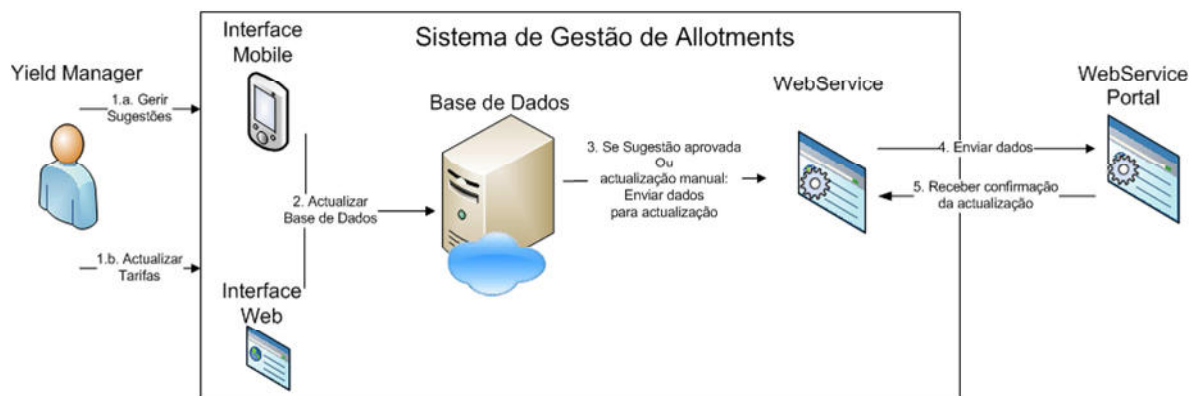 Sistema de Gestão de Allotments
Yield Manager
1.a. Gerir
Sugestões
1.b. Actualizar
Tarifas
Interface
Mobile
Interface
Web
2. Actualizar
Base de Dados
Base de Dados
3. Se Sugestão aprovada
Ou
actualização manual:
Enviar dados
para actualização
WebService
4. Enviar dados
5. Receber confirmação
da actualização
WebService
Portal